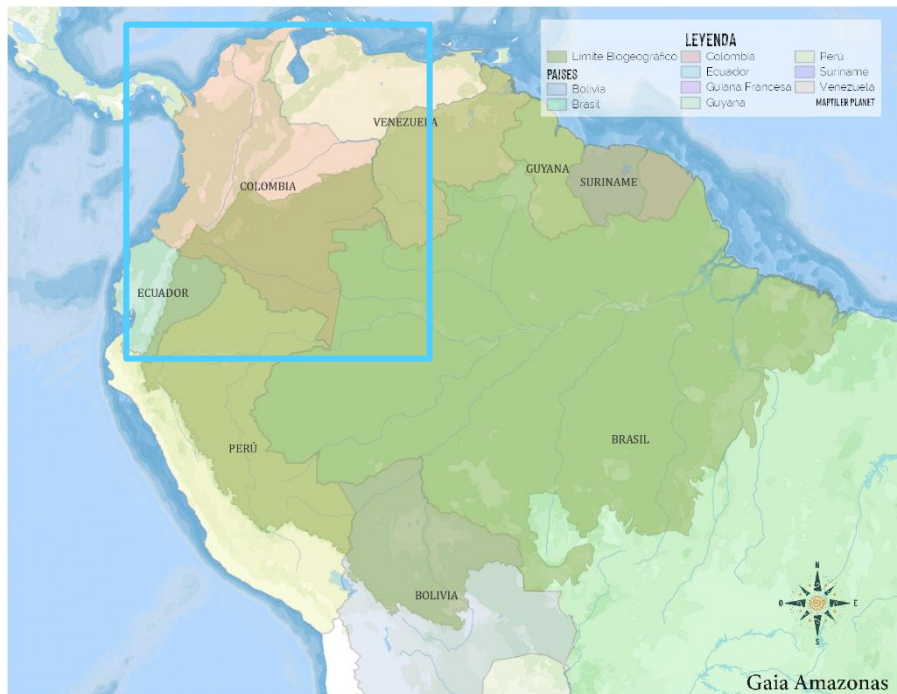 LEYENDA
Límite Biogeográfico
PAISES
Bolivia
Brasil
Colombia
Ecuador
Guiana Francesa
Guyana
Perú
Suriname
Venezuela
MAPTILER PLANET
VENEZUELA
GUYANA
SURINAME
COLOMBIA
ECUADOR
PERÚ
BRASIL
BOLIVIA
N
O
E
S
Gaia Amazonas